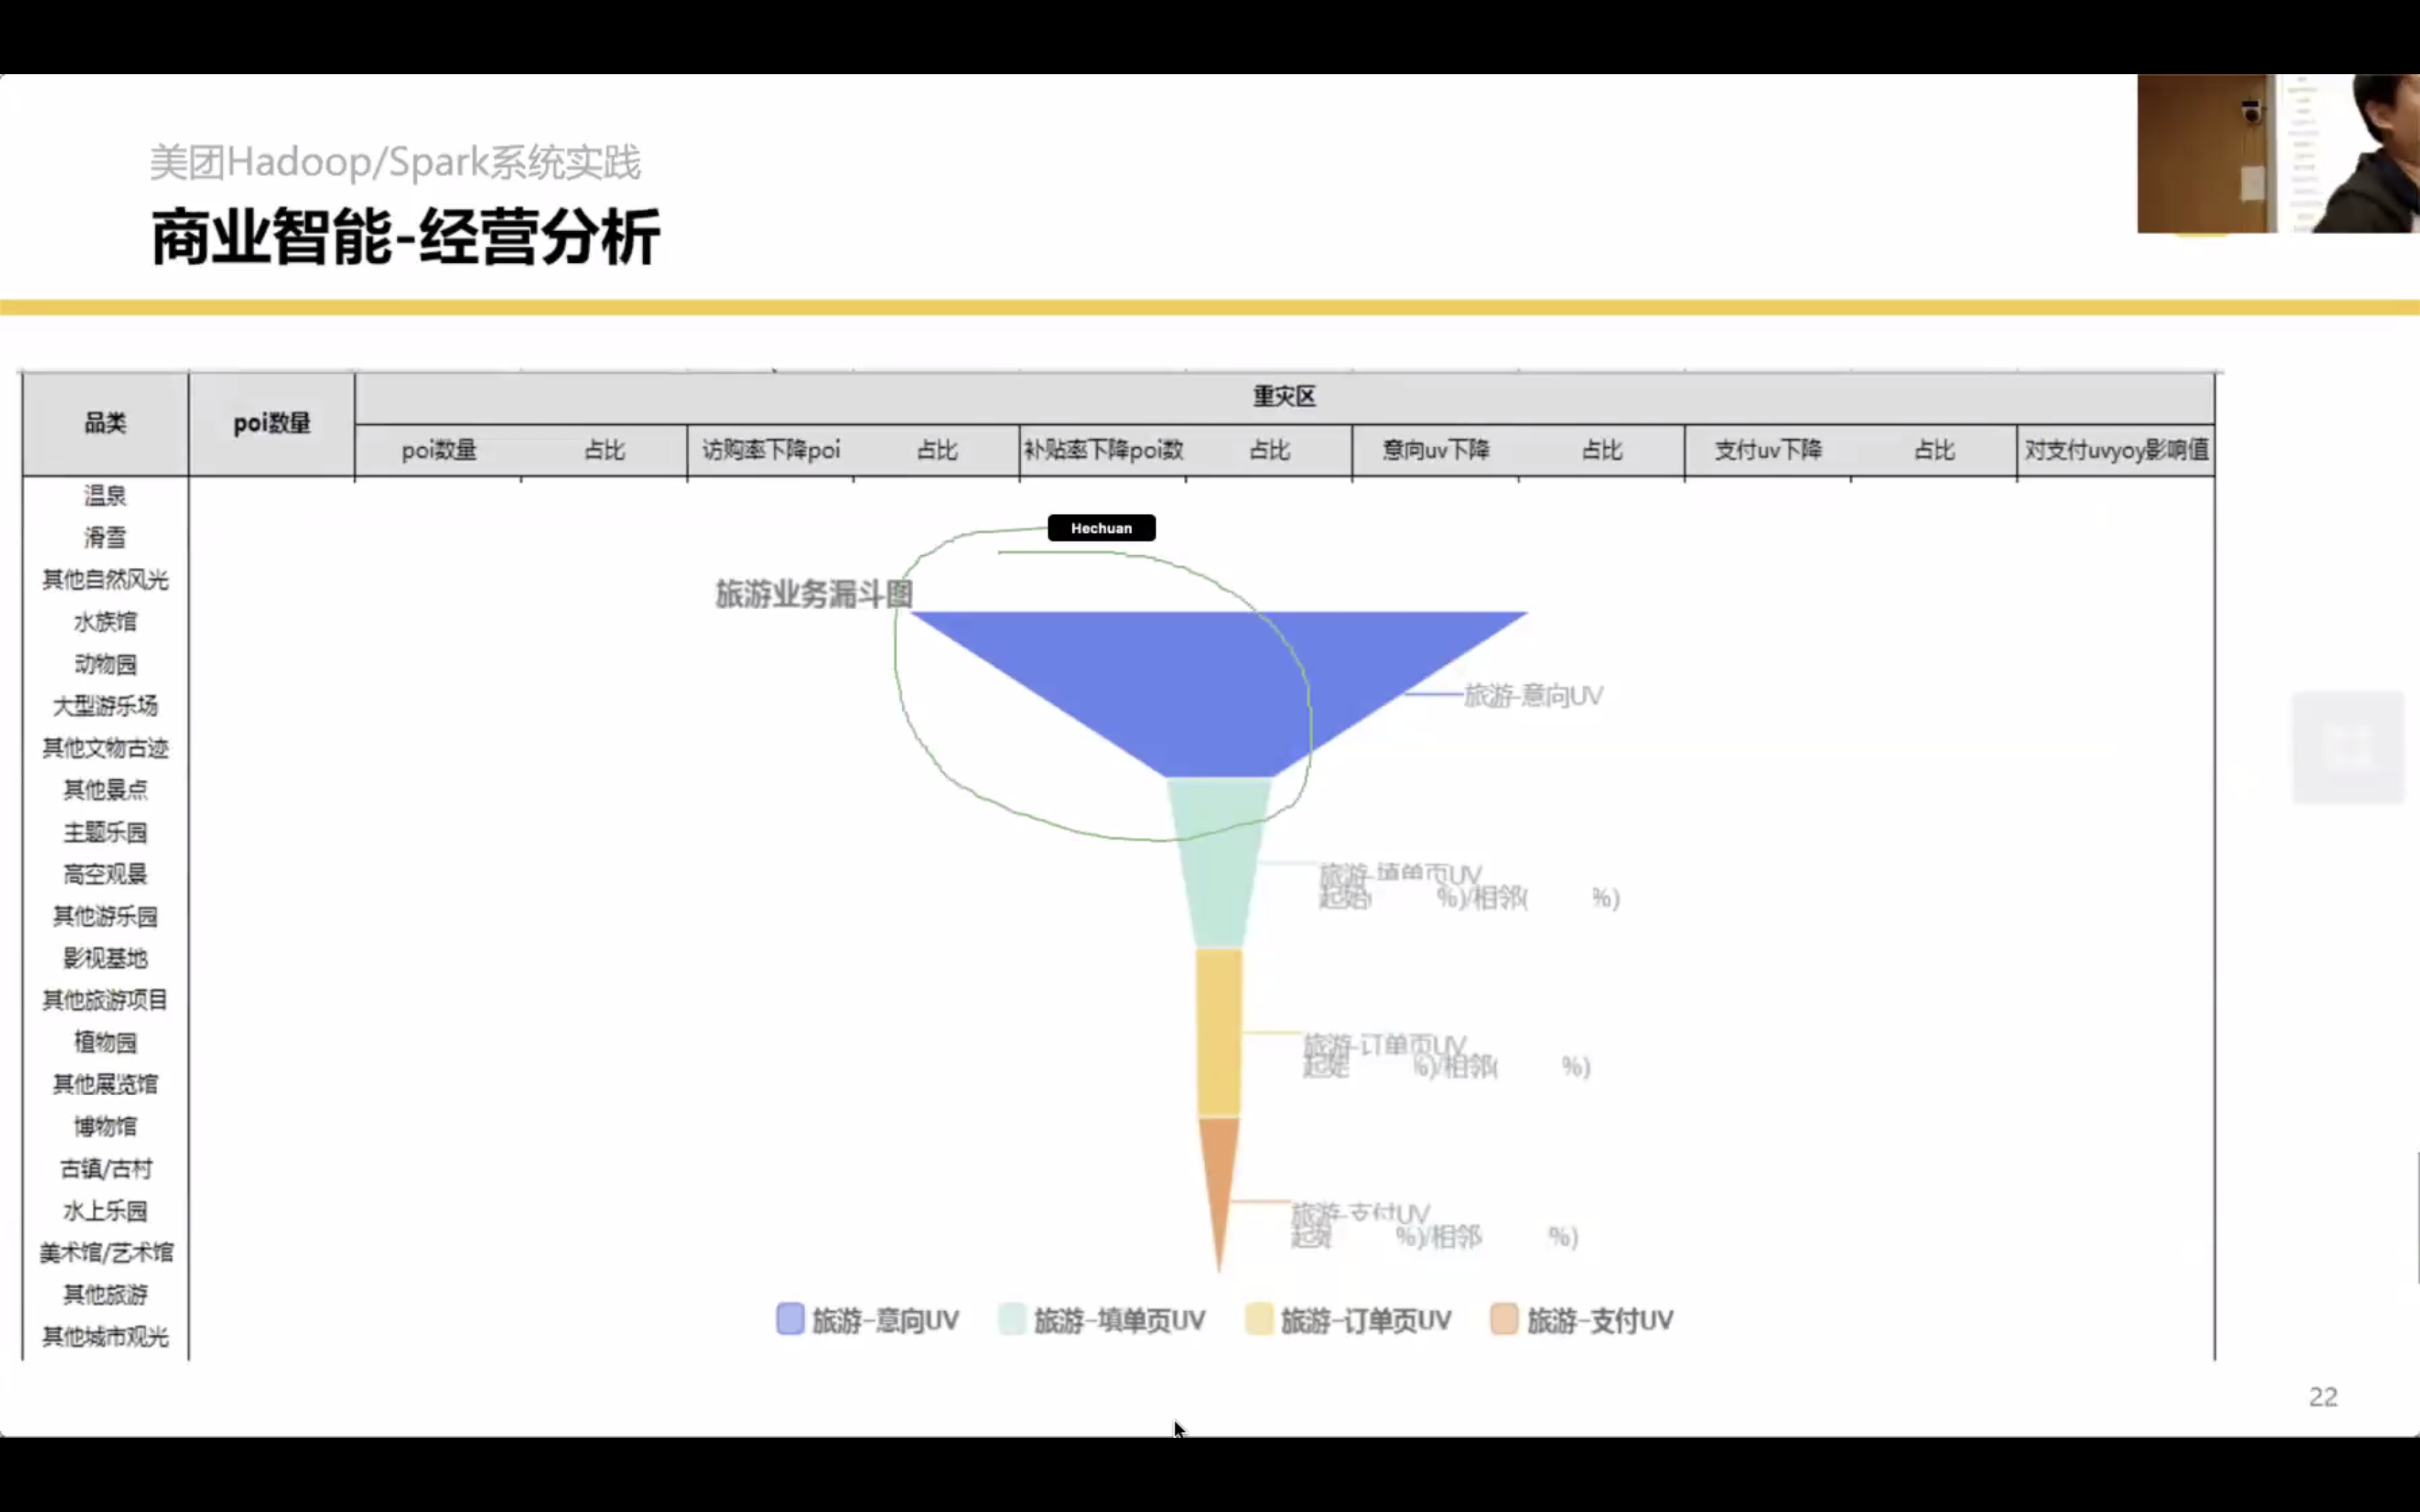 美团Hadoop/Spark系统实践
商业智能-经营分析
品类 poi数量 重灾区
poi数量 占比 访购率下降poi 占比 补贴率下降poi数 占比 意向uv下降 占比 支付uv下降 占比 对支付uvyoy影响值
温泉
滑雪
其他自然风光
水族馆
动物园
大型游乐场
其他文物古迹
其他景点
主题乐园
高空观景
其他游乐园
影视基地
其他旅游项目
植物园
其他展览馆
博物馆
古镇/古村
水上乐园
美术馆/艺术馆
其他旅游
其他城市观光
Hechuan
旅游业务漏斗图
旅游-意向UV
旅游-填单页UV
起始( %)/相邻( %)
旅游-订单页UV
起始 %)/相邻( %)
旅游-支付UV
起始 %)/相邻 %)
旅游-意向UV 旅游-填单页UV 旅游-订单页UV 旅游-支付UV
22